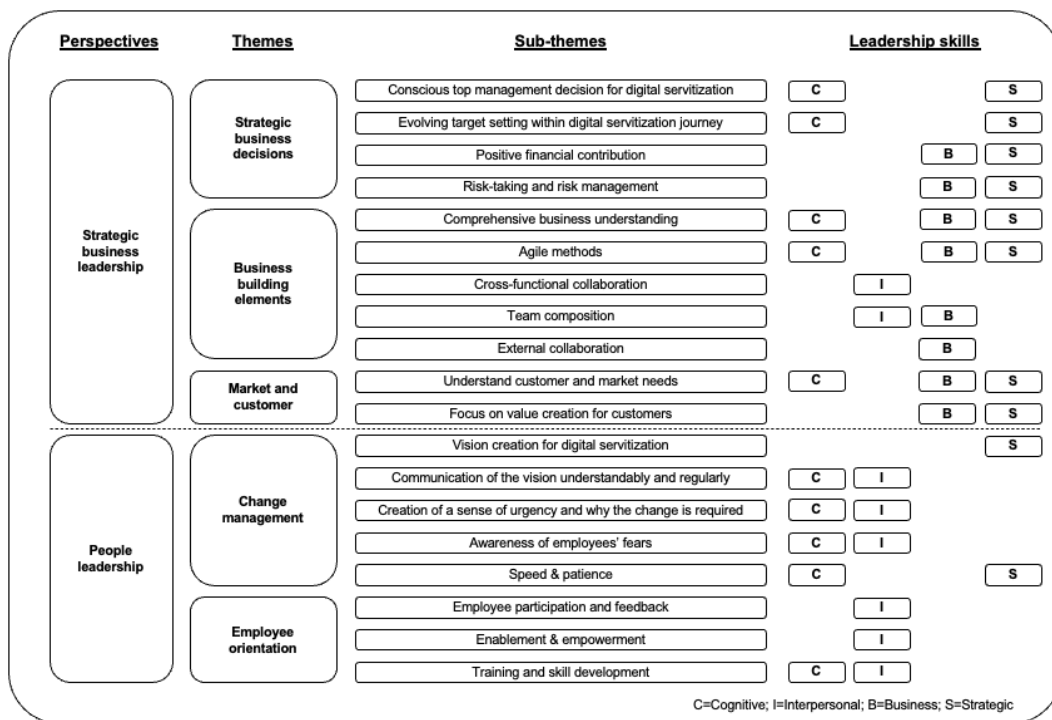 Perspectives Themes Sub-themes Leadership skills
Strategic
business
leadership
Strategic
business
decisions
Conscious top management decision for digital servitization C S
Evolving target setting within digital servitization journey C S
Positive financial contribution B S
Risk-taking and risk management B S
Business
building
elements
Comprehensive business understanding C B S
Agile methods C B S
Cross-functional collaboration I
Team composition I B
External collaboration B
Market and
customer
Understand customer and market needs C B S
Focus on value creation for customers B S
People
leadership
Change
management
Vision creation for digital servitization S
Communication of the vision understandably and regularly C I
Creation of a sense of urgency and why the change is required C I
Awareness of employees' fears C I
Speed & patience C S
Employee
orientation
Employee participation and feedback I
Enablement & empowerment I
Training and skill development C I
C=Cognitive; I=Interpersonal; B=Business; S=Strategic